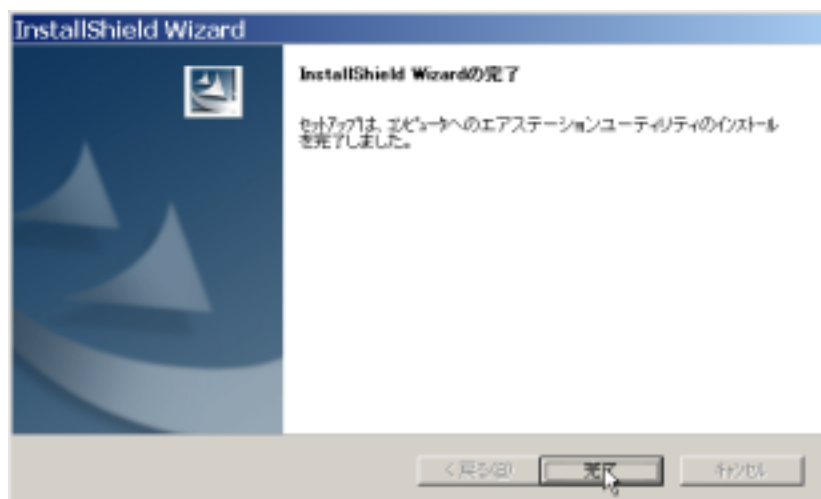 InstallShield Wizard
InstallShield Wizardの完了
セットアップは、コンピュータへのエアステーションユーティリティのインストール
を完了しました。
< 戻る(B)
完了
キャンセル